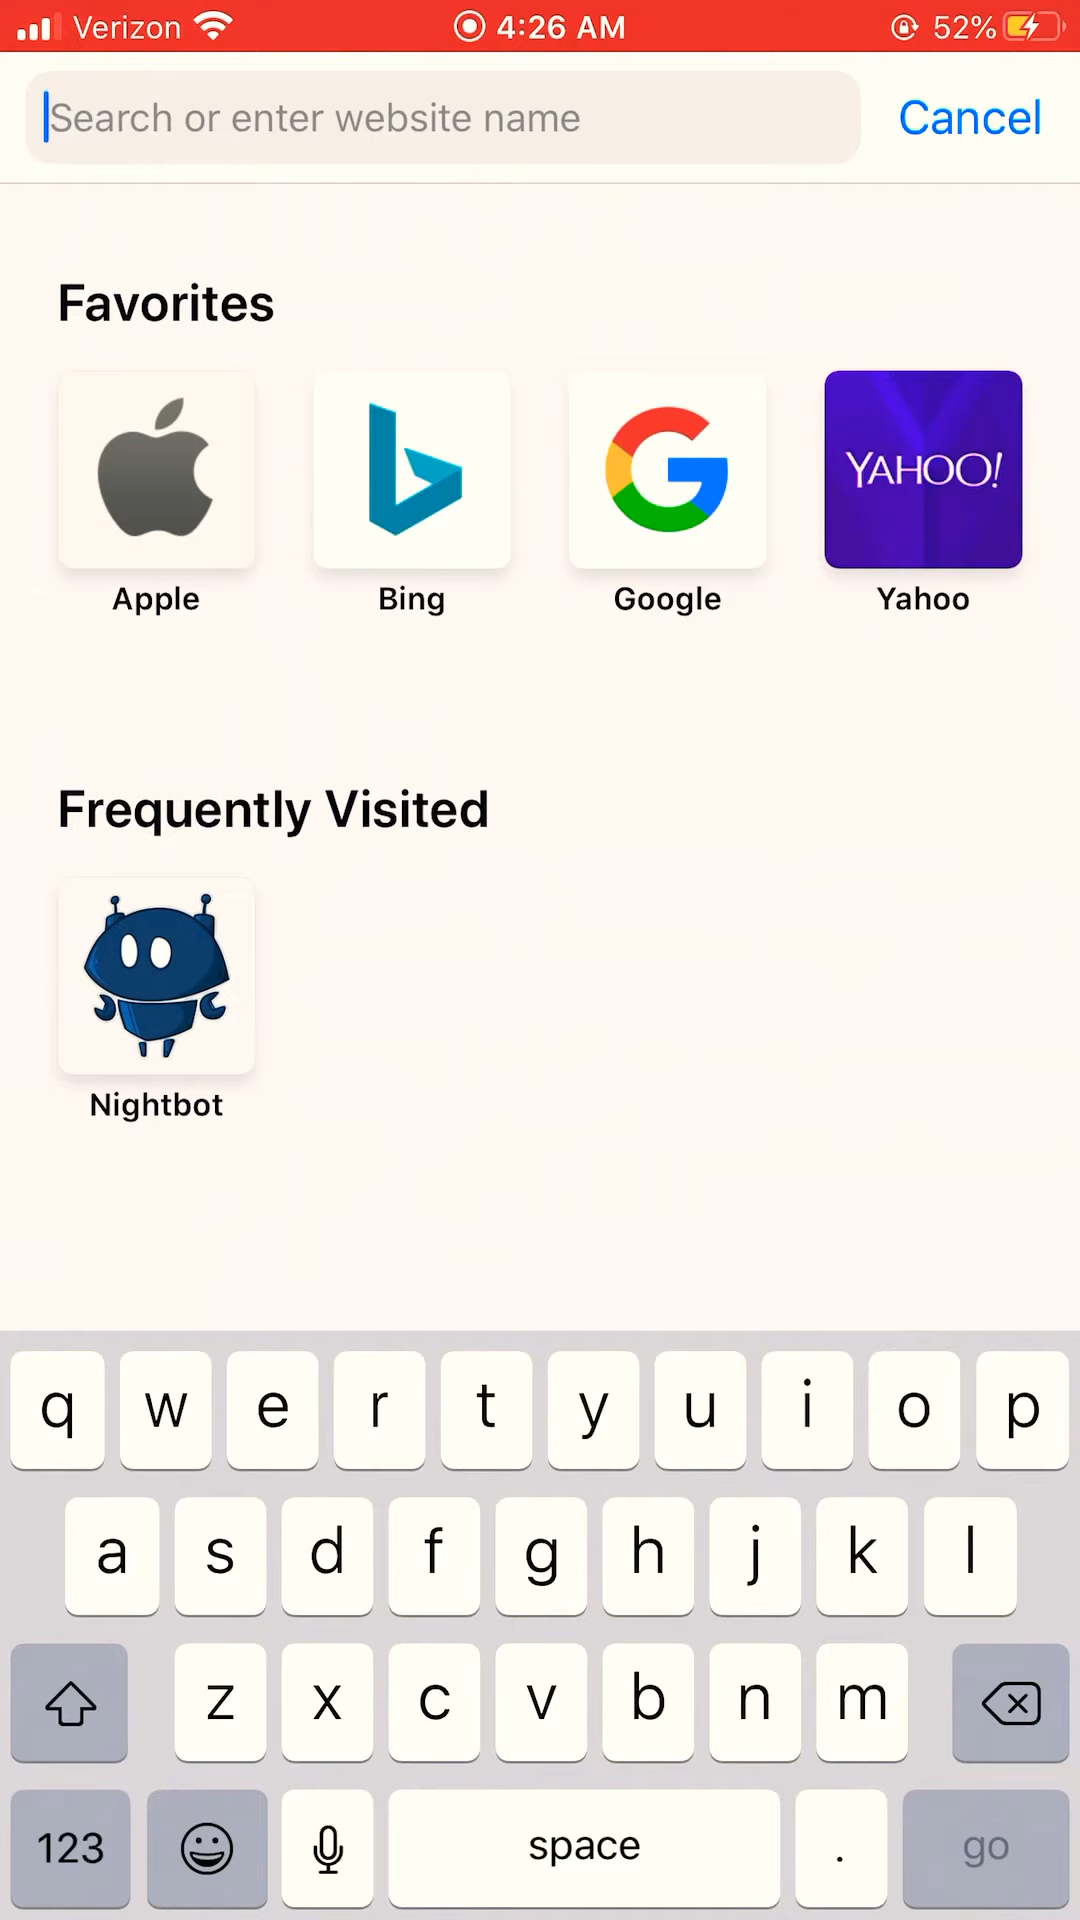 Verizon 4:26 AM 52%
Search or enter website name Cancel
Favorites
YAHOO!
Apple Bing Google Yahoo
Frequently Visited
Nightbot
q w e r t y u i o p
a s d f g h j k l
z x c v b n m
123 space . go